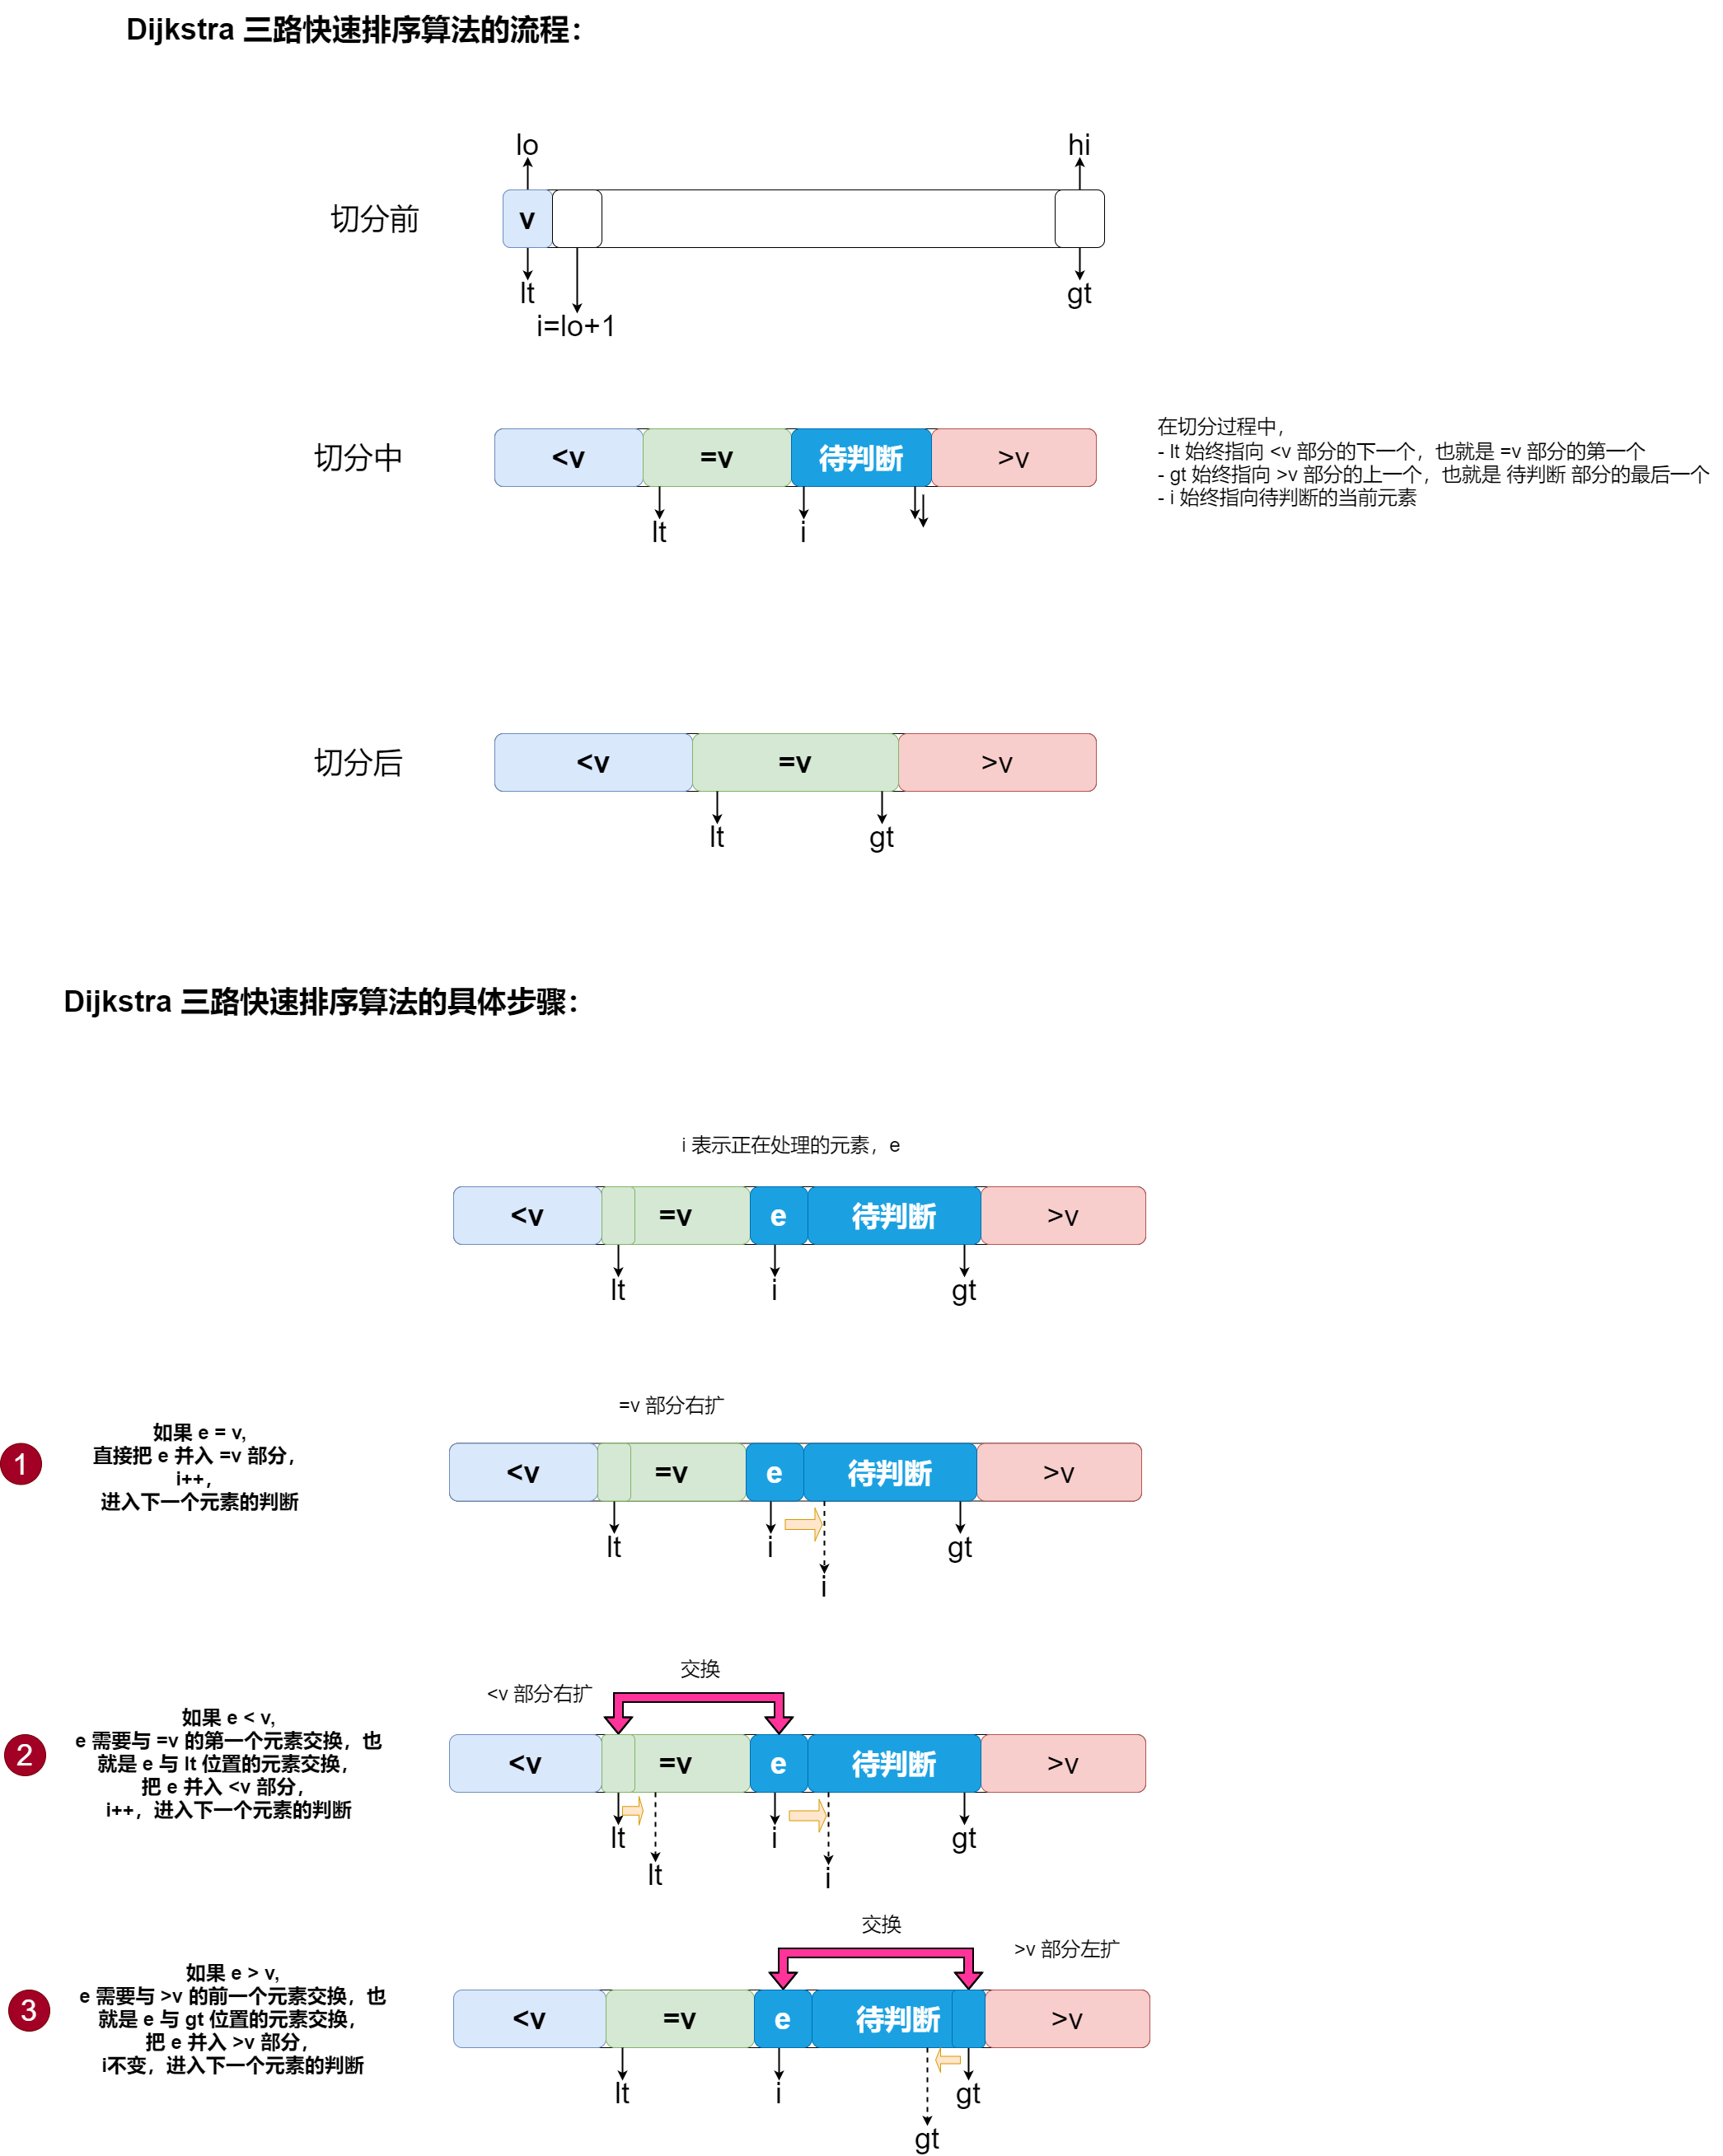 Dijkstra 三路快速排序算法的流程：
lo
hi
切分前
v
lt
gt
i=lo+1
切分中
<v
=v
待判断
>v
lt
i
在切分过程中，
- lt 始终指向 <v 部分的下一个，也就是 =v 部分的第一个
- gt 始终指向 >v 部分的上一个，也就是 待判断 部分的最后一个
- i 始终指向待判断的当前元素
切分后
<v
=v
>v
lt
gt
Dijkstra 三路快速排序算法的具体步骤：
i 表示正在处理的元素，e
<v
=v
e
待判断
>v
lt
i
gt
=v 部分右扩
1
如果 e = v,
直接把 e 并入 =v 部分，
i++，
进入下一个元素的判断
<v
=v
e
待判断
>v
lt
i
gt
i
交换
<v 部分右扩
2
如果 e < v,
e 需要与 =v 的第一个元素交换，也
就是 e 与 lt 位置的元素交换，
把 e 并入 <v 部分，
i++，进入下一个元素的判断
<v
=v
e
待判断
>v
lt
i
gt
lt
i
交换
>v 部分左扩
3
如果 e > v,
e 需要与 >v 的前一个元素交换，也
就是 e 与 gt 位置的元素交换，
把 e 并入 >v 部分，
i不变，进入下一个元素的判断
<v
=v
e
待判断
>v
lt
i
gt
gt